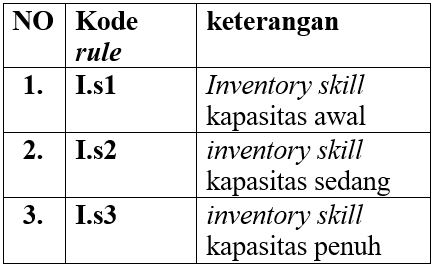 NO Kode rule keterangan
1. I.s1 Inventory skill
kapasitas awal
2. I.s2 inventory skill
kapasitas sedang
3. I.s3 inventory skill
kapasitas penuh